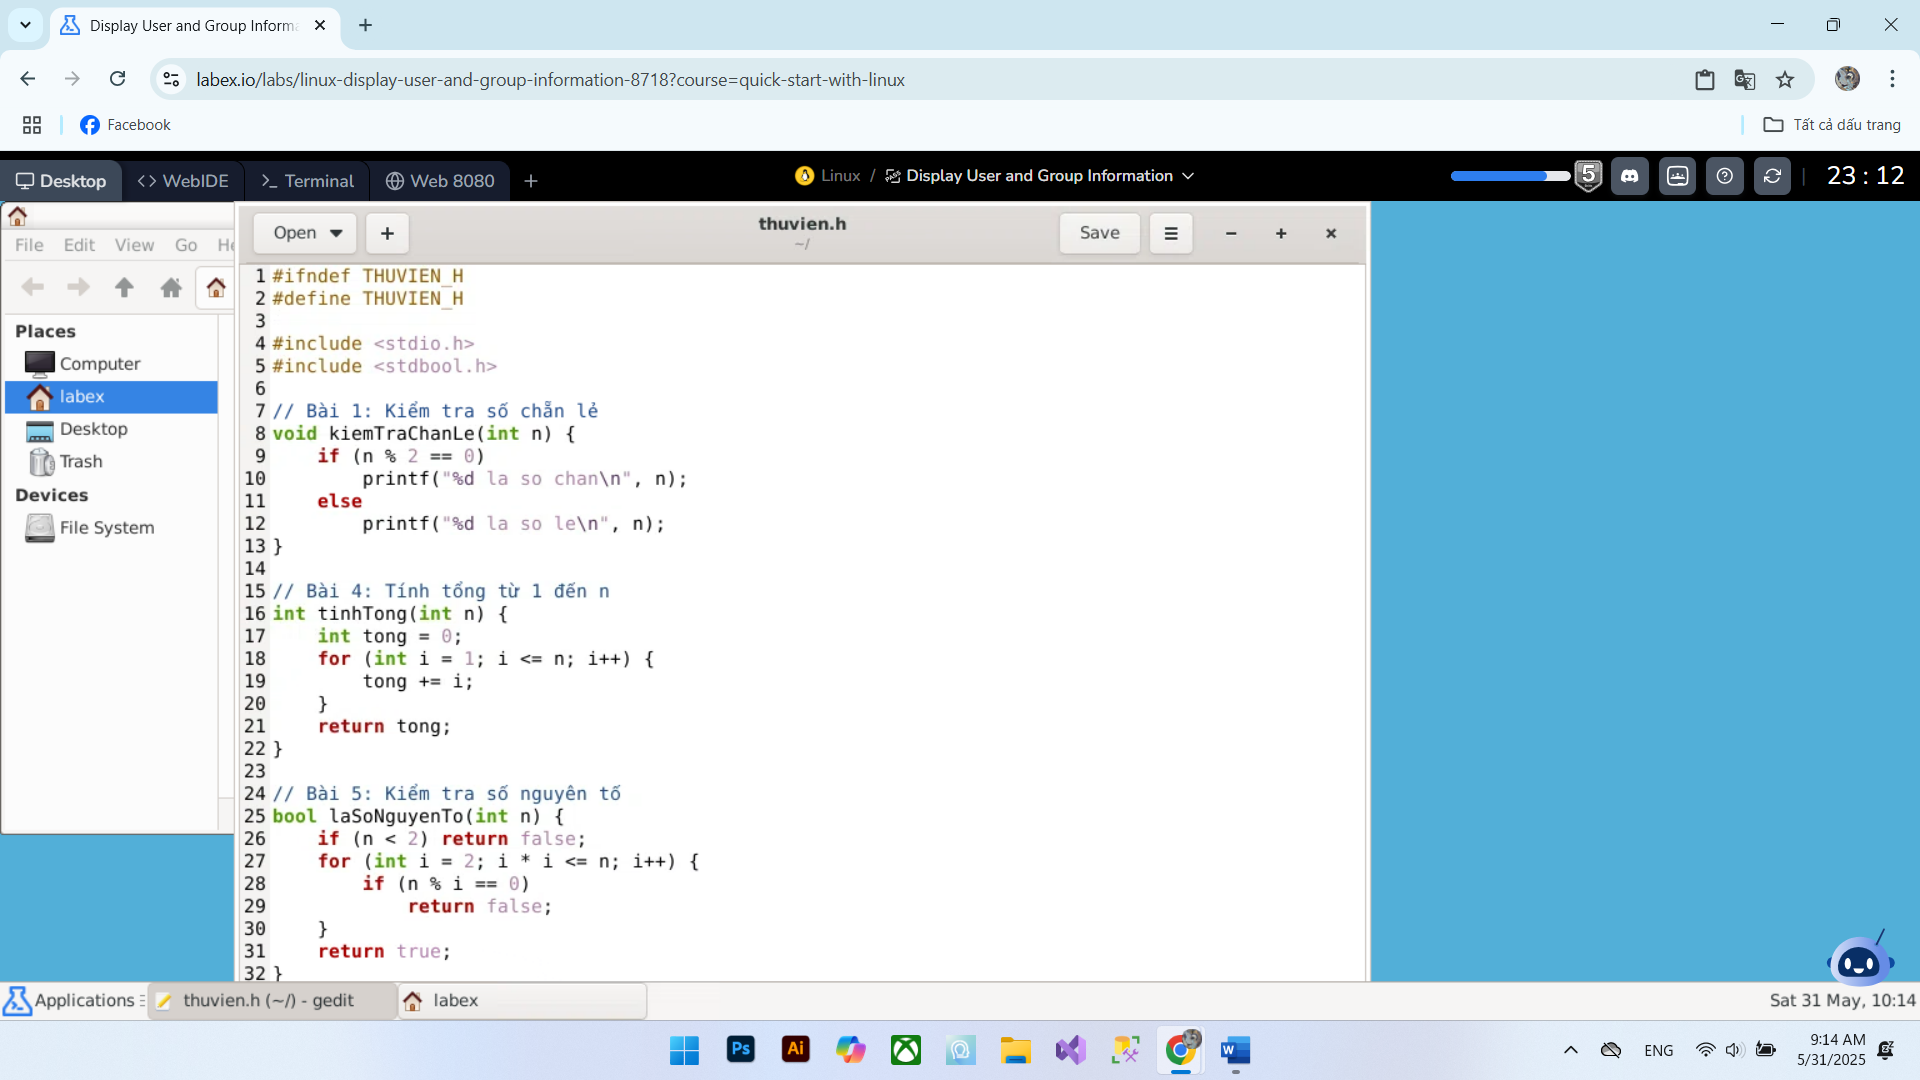 Display User and Group Informa
labex.io/labs/linux-display-user-and-group-information-8718?course=quick-start-with-linux
Facebook
Tất cả dấu trang
Desktop
WebIDE
Terminal
Web 8080
Linux / Display User and Group Information
5
23 : 12
File Edit View Go He
Places
Computer
labex
Desktop
Trash
Devices
File System
Open
thuvien.h
~/
Save
1 #ifndef THUVIEN_H
2 #define THUVIEN_H
3
4 #include <stdio.h>
5 #include <stdbool.h>
6
7 // Bài 1: Kiểm tra số chẵn lẻ
8 void kiemTraChanLe(int n) {
9     if (n % 2 == 0)
10         printf("%d la so chan\n", n);
11     else
12         printf("%d la so le\n", n);
13 }
14
15 // Bài 4: Tính tổng từ 1 đến n
16 int tinhTong(int n) {
17     int tong = 0;
18     for (int i = 1; i <= n; i++) {
19         tong += i;
20     }
21     return tong;
22 }
23
24 // Bài 5: Kiểm tra số nguyên tố
25 bool laSoNguyenTo(int n) {
26     if (n < 2) return false;
27     for (int i = 2; i * i <= n; i++) {
28         if (n % i == 0)
29             return false;
30     }
31     return true;
32 }
Applications
thuvien.h (~/) - gedit
labex
Sat 31 May, 10:14
Ps
Ai
W
ENG
9:14 AM
5/31/2025